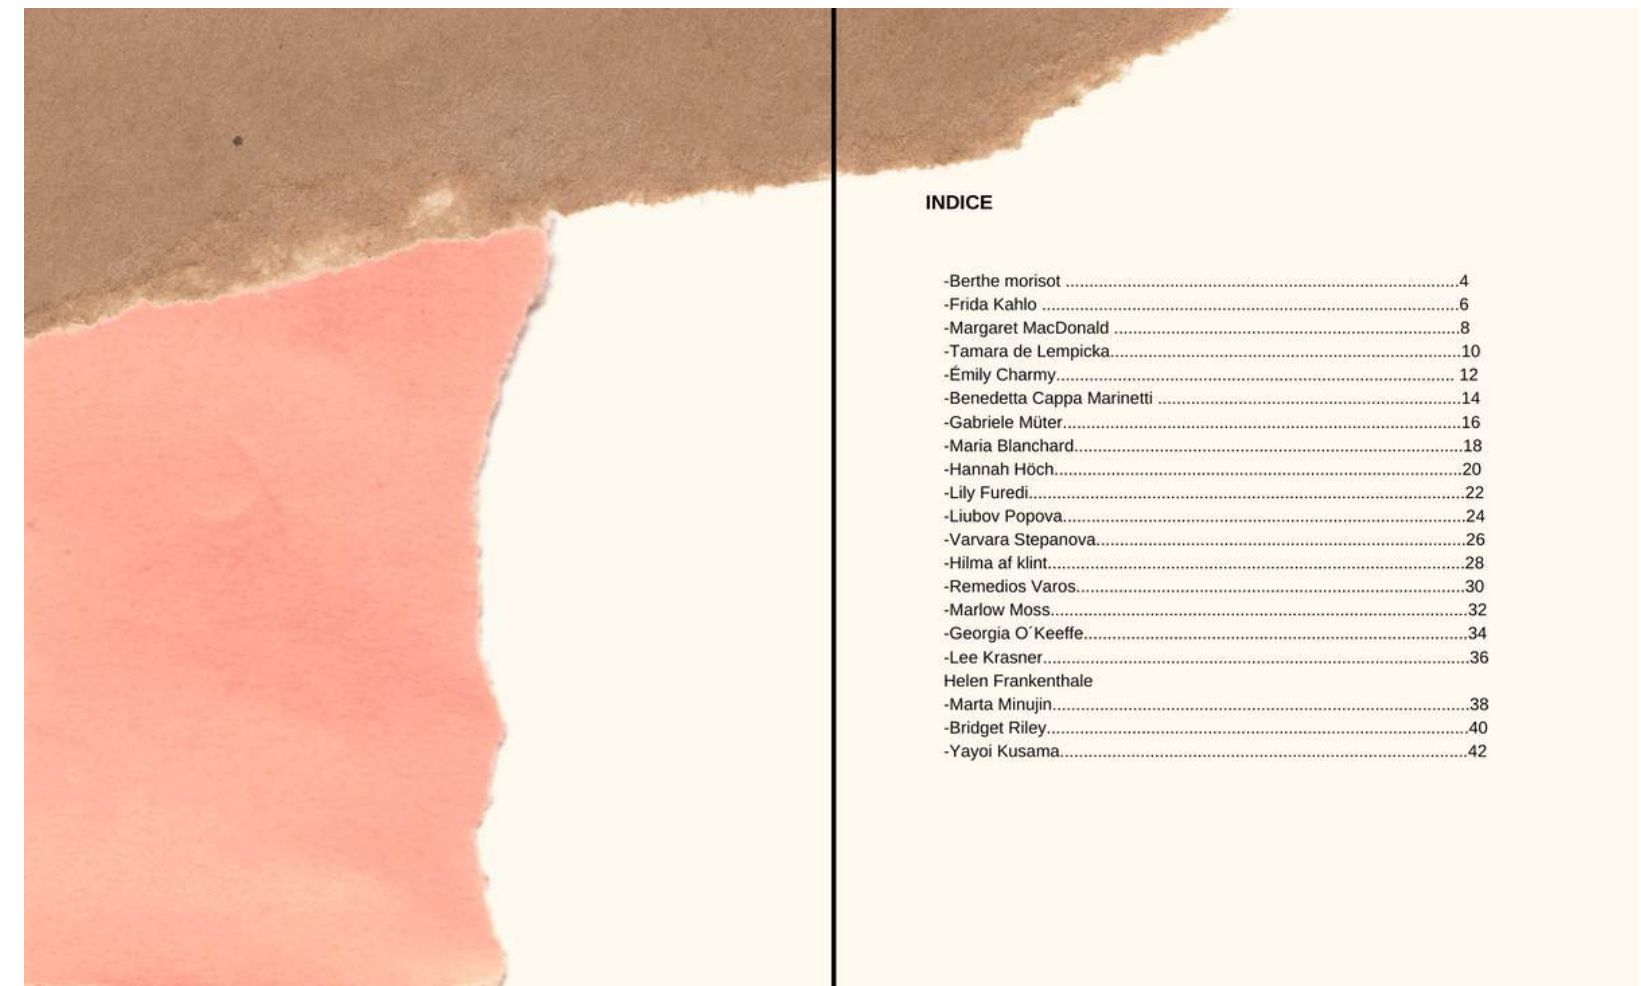 INDICE
-Berthe morisot ....................................................................................4
-Frida Kahlo .........................................................................................6
-Margaret MacDonald ..........................................................................8
-Tamara de Lempicka...........................................................................10
-Émily Charmy..................................................................................... 12
-Benedetta Cappa Marinetti .................................................................14
-Gabriele Müter.....................................................................................16
-Maria Blanchard...................................................................................18
-Hannah Höch.......................................................................................20
-Lily Furedi.............................................................................................22
-Liubov Popova......................................................................................24
-Varvara Stepanova...............................................................................26
-Hilma af klint.........................................................................................28
-Remedios Varos...................................................................................30
-Marlow Moss.........................................................................................32
-Georgia O´Keeffe..................................................................................34
-Lee Krasner...........................................................................................36
Helen Frankenthale
-Marta Minujin.........................................................................................38
-Bridget Riley..........................................................................................40
-Yayoi Kusama.......................................................................................42